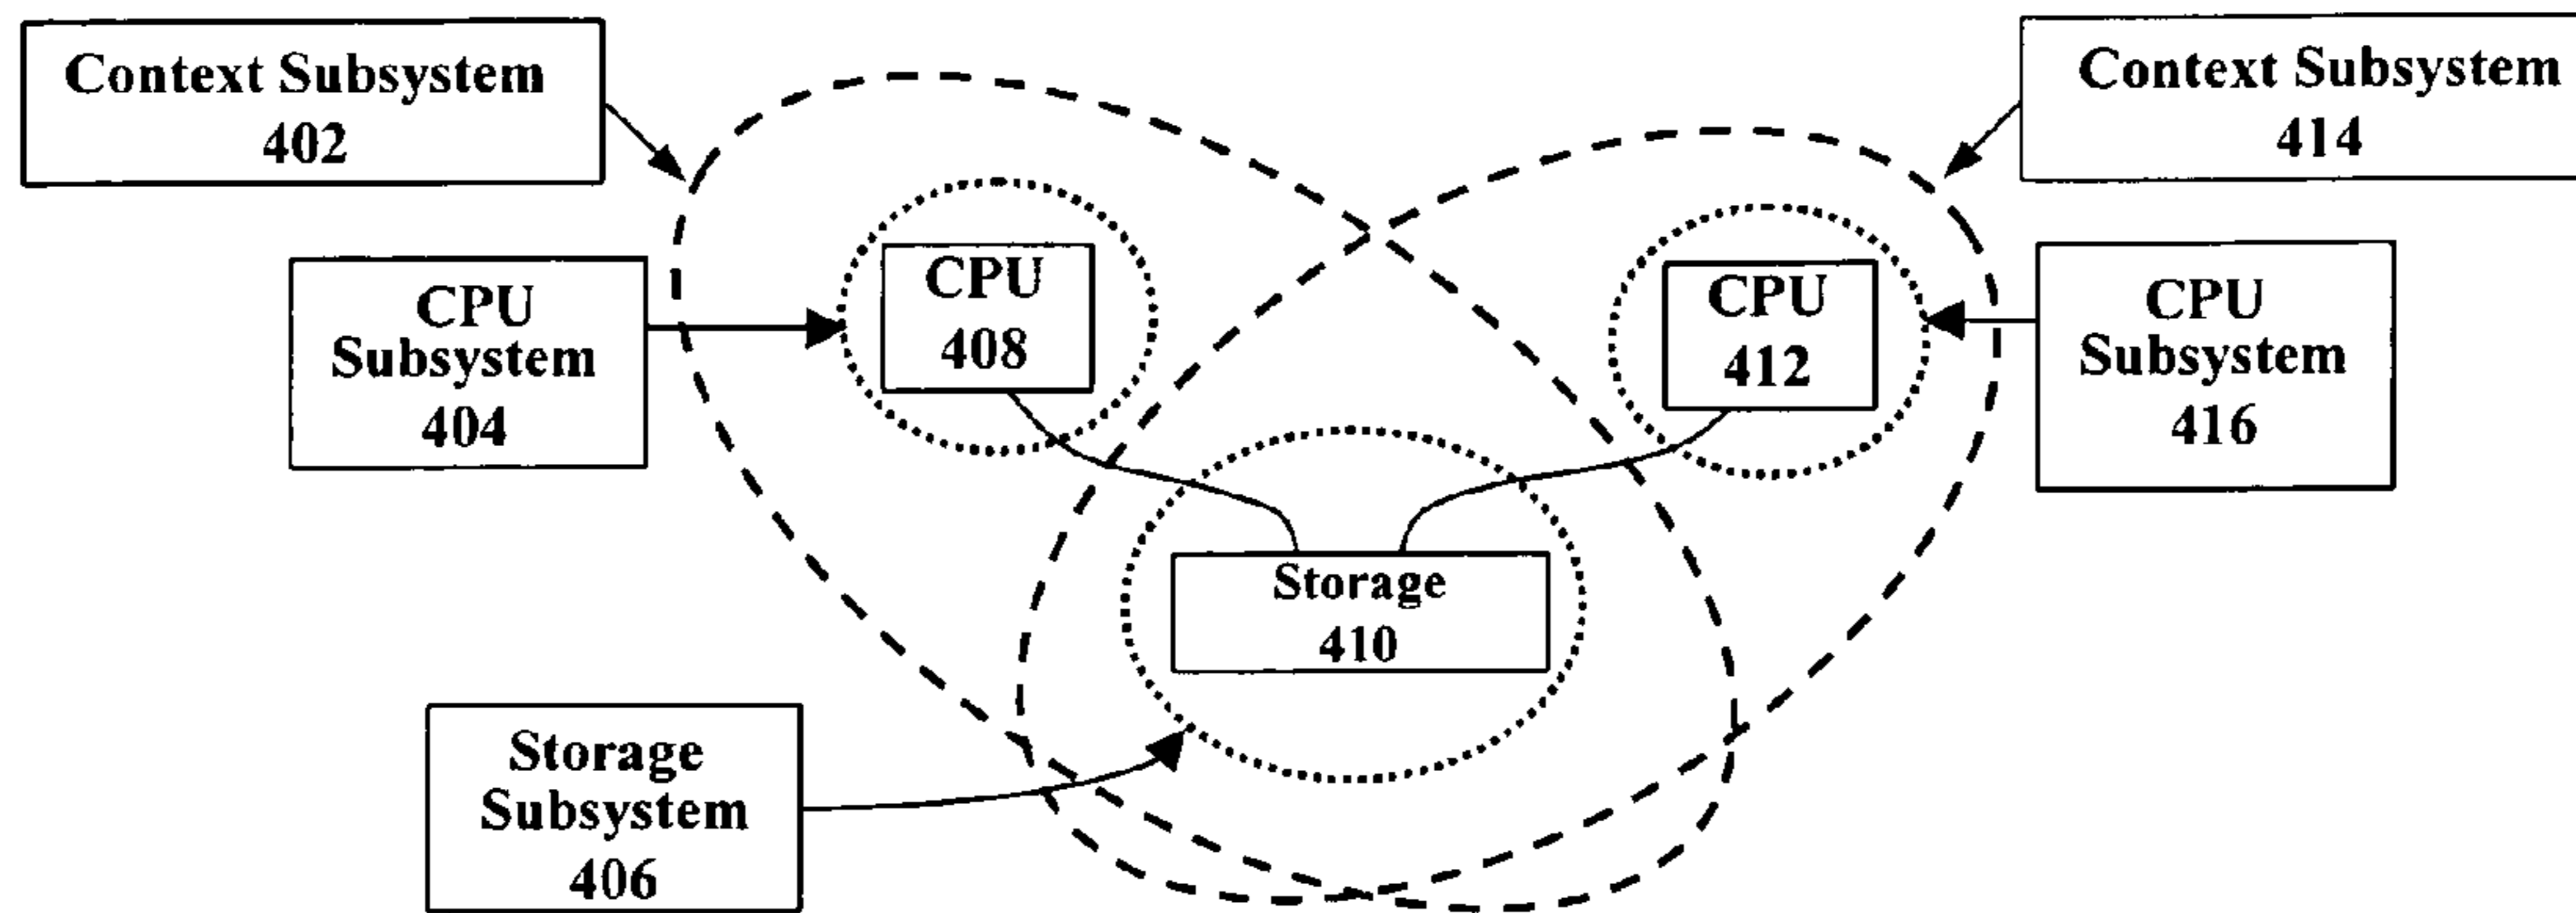 Context Subsystem
402
Context Subsystem
414
CPU
Subsystem
404
CPU
408
CPU
412
CPU
Subsystem
416
Storage
410
Storage
Subsystem
406